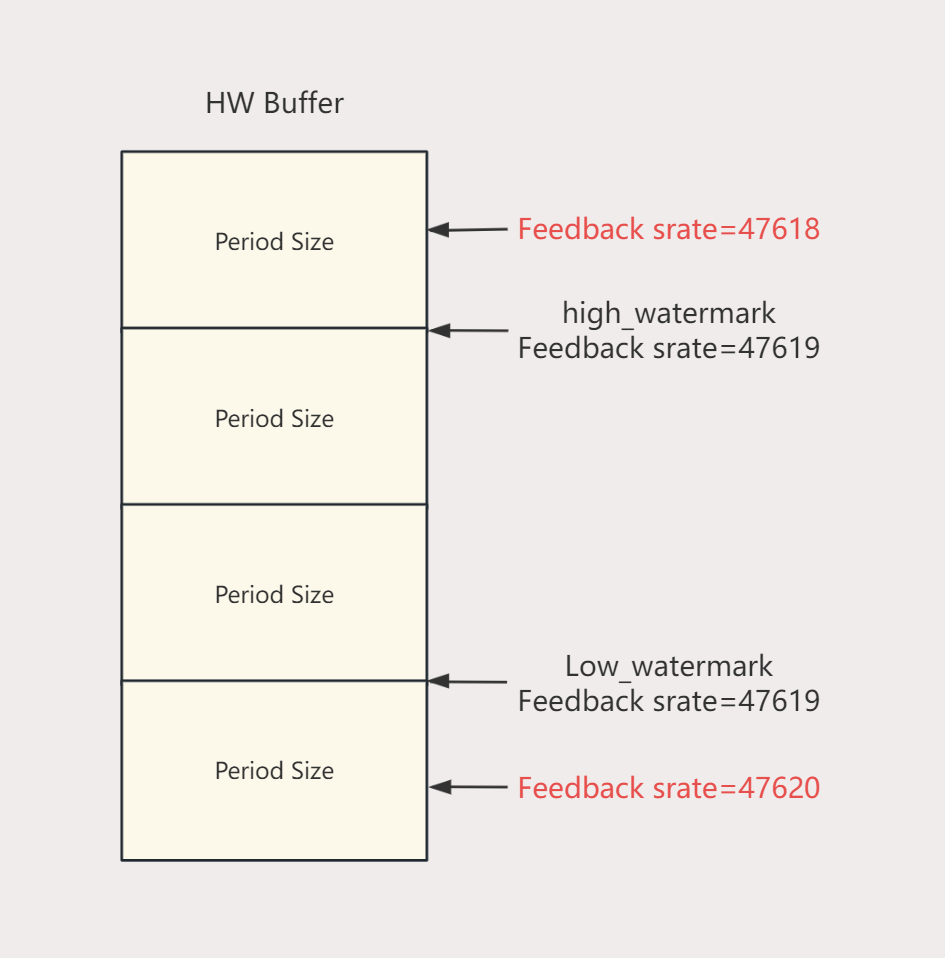 HW Buffer
Period Size
Feedback srate=47618
high_watermark
Feedback srate=47619
Period Size
Period Size
Low_watermark
Feedback srate=47619
Period Size
Feedback srate=47620